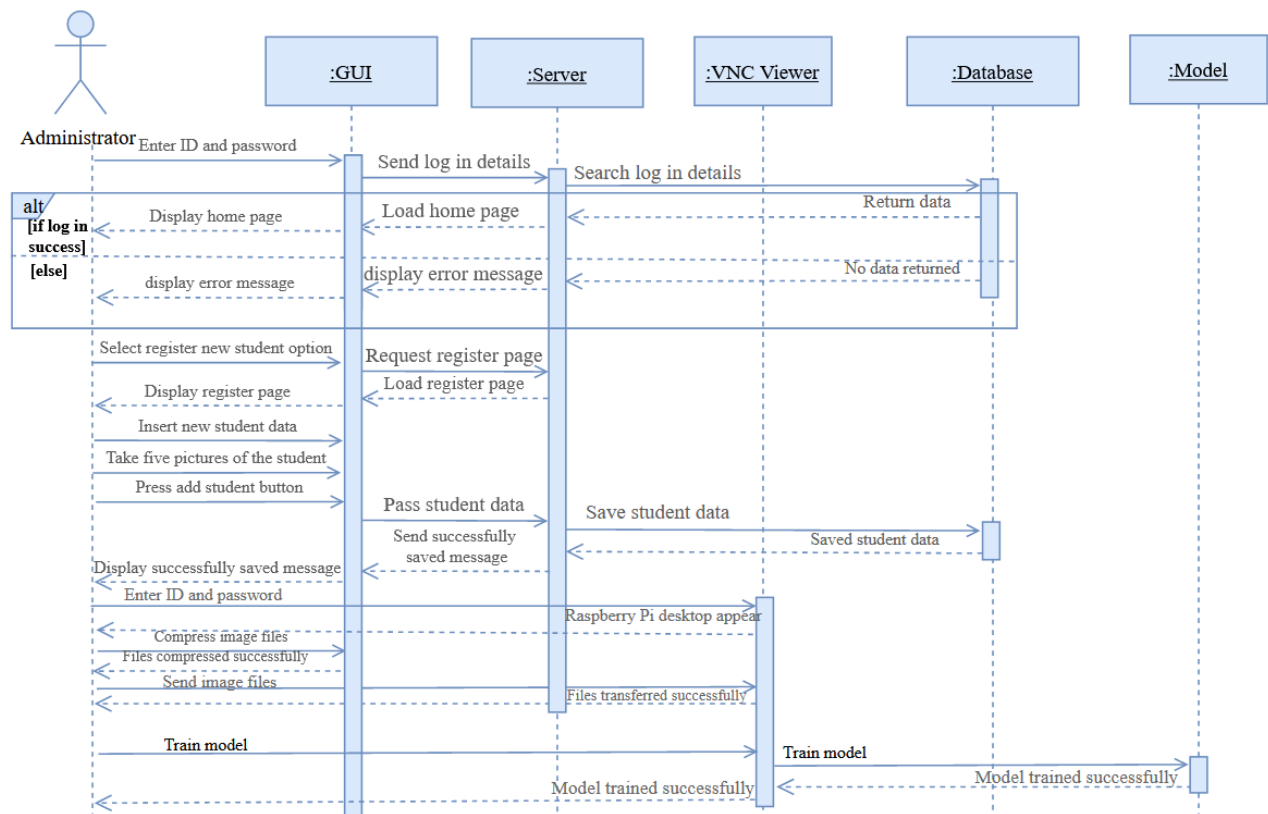 :GUI
:Server
:VNC Viewer
:Database
:Model
Administrator
Enter ID and password
Send log in details
Search log in details
alt
[if log in
success]
Display home page
Load home page
Return data
[else]
display error message
display error message
No data returned
Select register new student option
Request register page
Load register page
Display register page
Insert new student data
Take five pictures of the student
Press add student button
Pass student data
Save student data
Send successfully
saved message
Saved student data
Display successfully saved message
Enter ID and password
Raspberry Pi desktop appear
Compress image files
Files compressed successfully
Send image files
Files transferred successfully
Train model
Train model
Model trained successfully
Model trained successfully